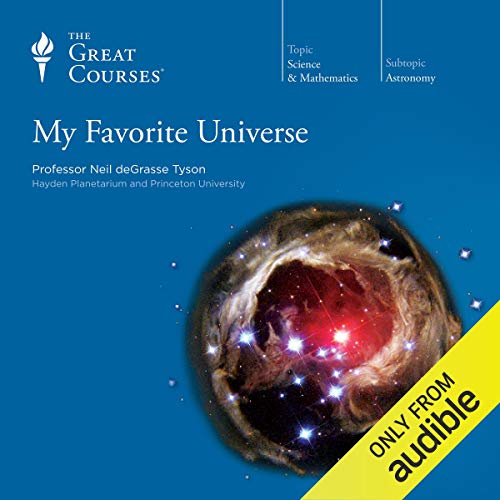 THE
GREAT
COURSES®
Topic
Science
& Mathematics
Subtopic
Astronomy
My Favorite Universe
Professor Neil deGrasse Tyson
Hayden Planetarium and Princeton University
ONLY FROM
audible